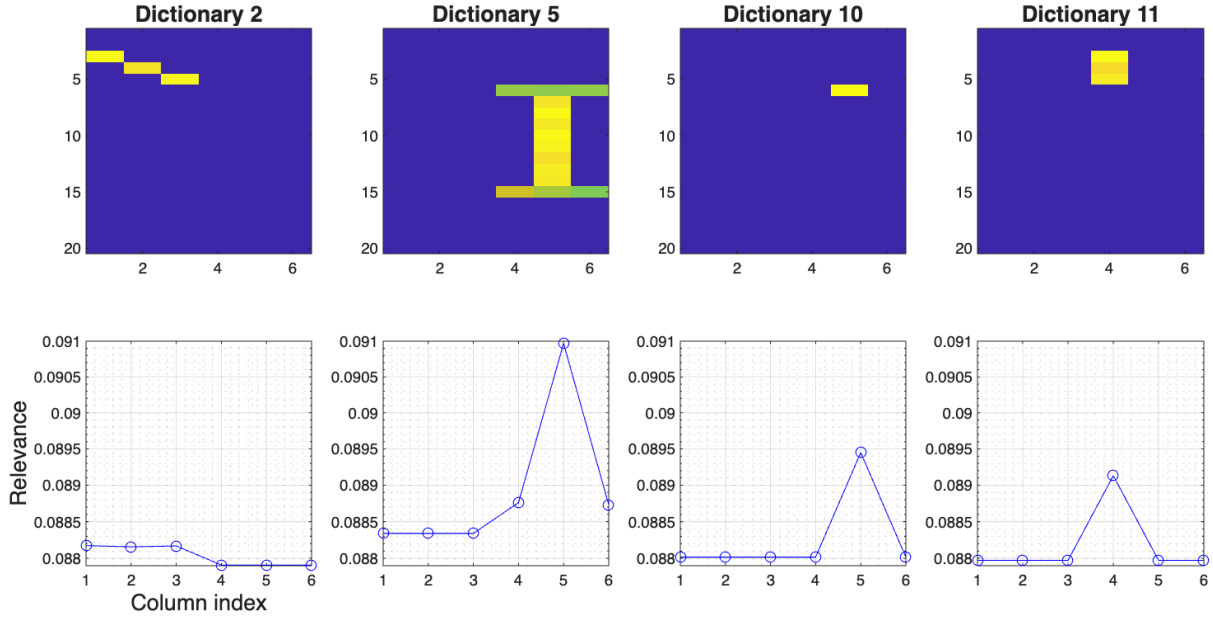 Dictionary 2 Dictionary 5 Dictionary 10 Dictionary 11
5 5 5 5
10 10 10 10
15 15 15 15
20 20 20 20
2 4 6 2 4 6 2 4 6 2 4 6
0.091 0.091 0.091 0.091
0.0905 0.0905 0.0905 0.0905
0.09 0.09 0.09 0.09
0.0895 0.0895 0.0895 0.0895
0.089 0.089 0.089 0.089
0.0885 0.0885 0.0885 0.0885
0.088 0.088 0.088 0.088
Relevance
1 2 3 4 5 6 1 2 3 4 5 6 1 2 3 4 5 6 1 2 3 4 5 6
Column index